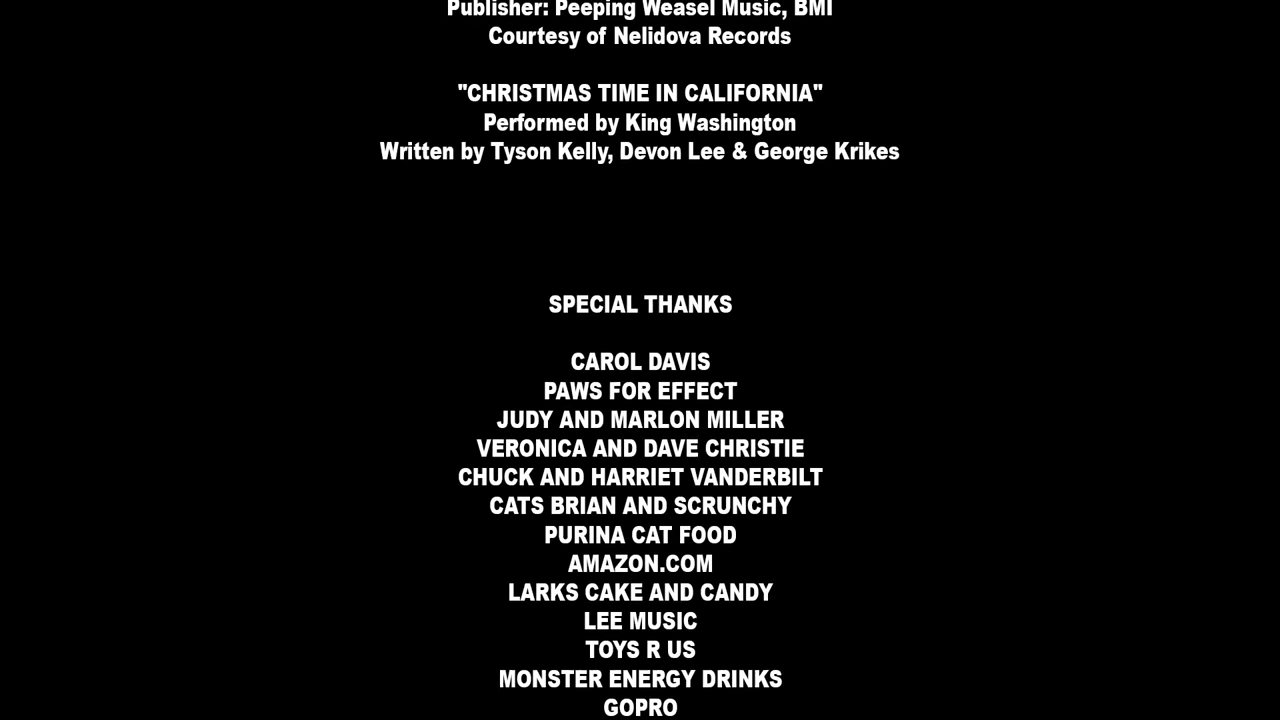 Publisher: Peeping Weasel Music, BMI
Courtesy of Nelidova Records
"CHRISTMAS TIME IN CALIFORNIA"
Performed by King Washington
Written by Tyson Kelly, Devon Lee & George Krikes
SPECIAL THANKS
CAROL DAVIS
PAWS FOR EFFECT
JUDY AND MARLON MILLER
VERONICA AND DAVE CHRISTIE
CHUCK AND HARRIET VANDERBILT
CATS BRIAN AND SCRUNCHY
PURINA CAT FOOD
AMAZON.COM
LARKS CAKE AND CANDY
LEE MUSIC
TOYS R US
MONSTER ENERGY DRINKS
GOPRO